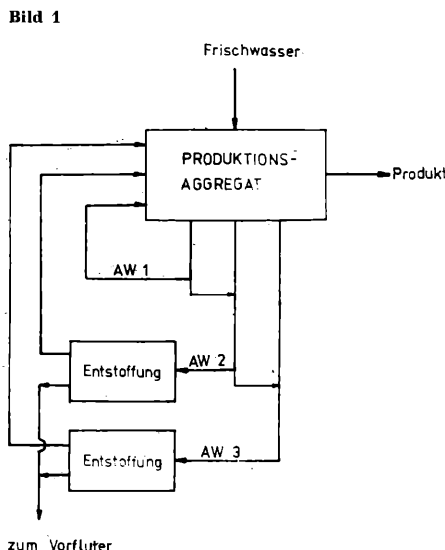 Bild 1
Frischwasser
PRODUKTIONS-
AGGREGAT
Produkt
AW 1
AW 2
Entstoffung
AW 3
Entstoffung
zum Vorfluter